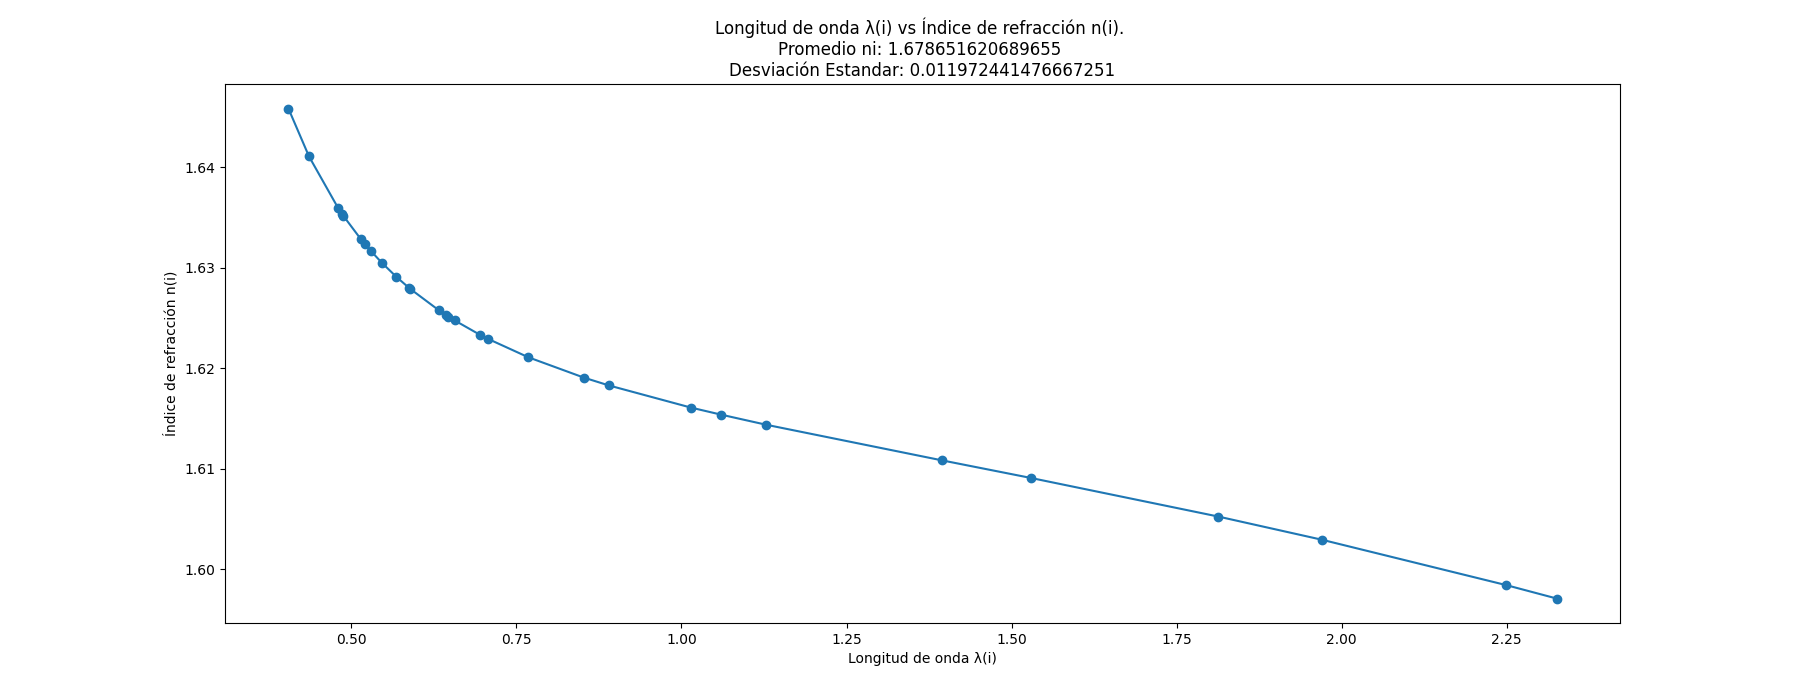 Longitud de onda λ(i) vs Índice de refracción n(i).
Promedio ni: 1.678651620689655
Desviación Estandar: 0.011972441476667251
Índice de refracción n(i)
1.64
1.63
1.62
1.61
1.60
0.50 0.75 1.00 1.25 1.50 1.75 2.00 2.25
Longitud de onda λ(i)